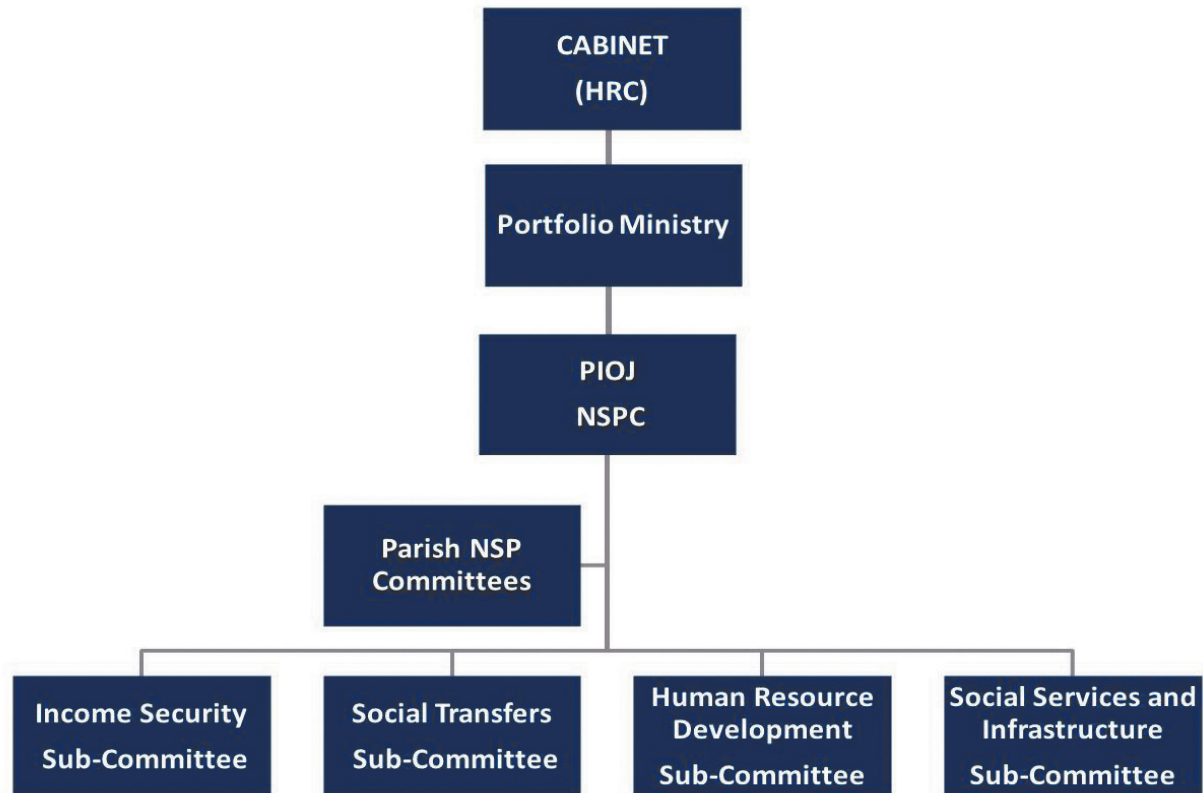 CABINET
(HRC)
Portfolio Ministry
PIOJ
NSPC
Parish NSP
Committees
Income Security
Sub-Committee
Social Transfers
Sub-Committee
Human Resource
Development
Sub-Committee
Social Services and
Infrastructure
Sub-Committee